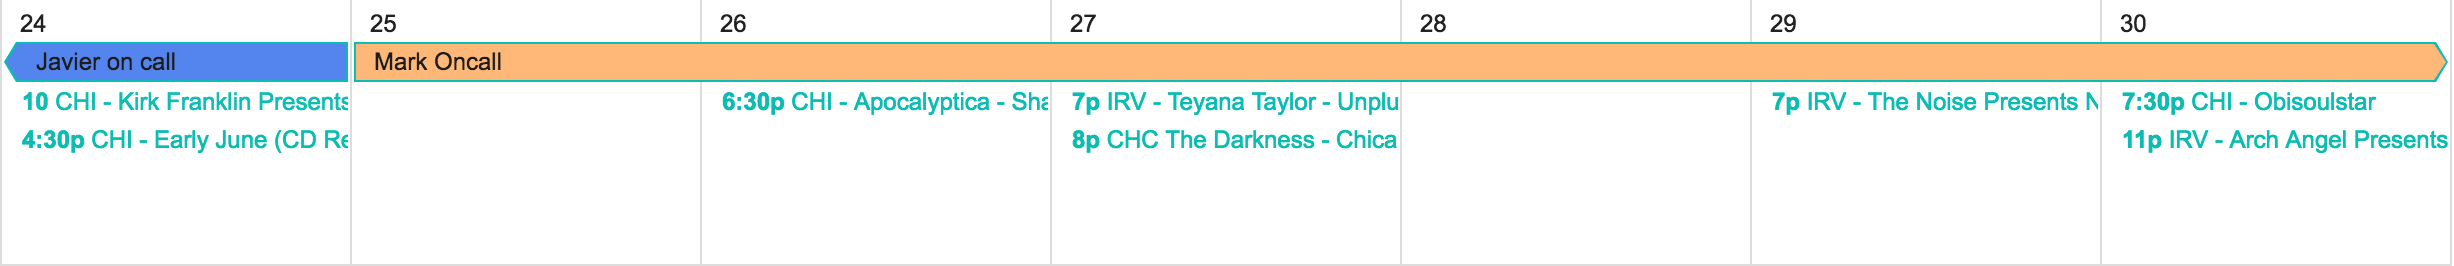 24 25 26 27 28 29 30
Javier on call Mark Oncall
10 CHI - Kirk Franklin Presents 6:30p CHI - Apocalyptica - Sha 7p IRV - Teyana Taylor - Unplu 7p IRV - The Noise Presents N 7:30p CHI - Obisoulstar
4:30p CHI - Early June (CD Re 8p CHC The Darkness - Chica 11p IRV - Arch Angel Presents